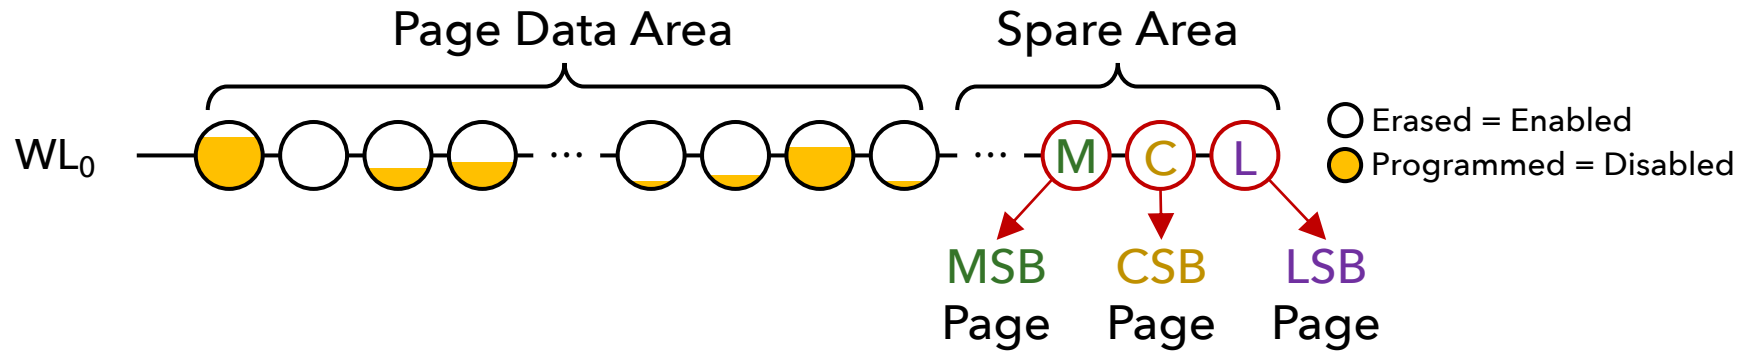 Page Data Area
Spare Area
WL0
...
...
M
C
L
Erased = Enabled
Programmed = Disabled
MSB
Page
CSB
Page
LSB
Page